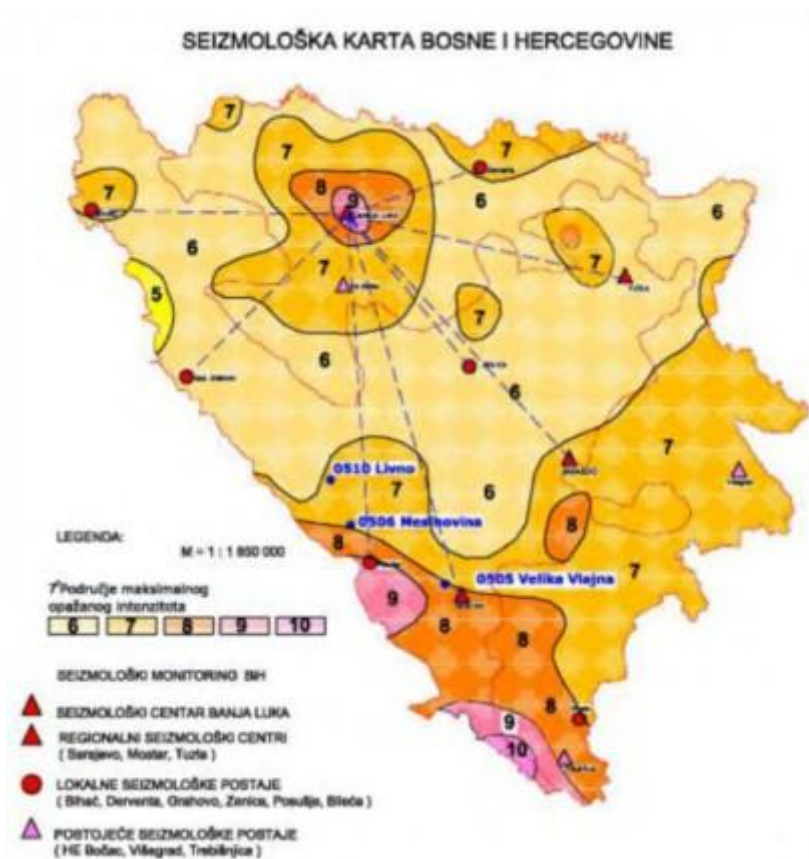 SEIZMOLOŠKA KARTA BOSNE I HERCEGOVINE
7
7
7
8
9
7
6
6
6
7
7
5
7
6
6
7
0510 Livno
7
6
8
0506
8
0505 Velika Vlajna
7
9
8
8
8
9
10
LEGENDA:
M = 1 : 1 850 000
Područje maksimalnog
opažanog intenziteta
6 7 8 9 10
SEIZMOLOŠKI MONITORING BIH
SEIZMOLOŠKI CENTAR BANJA LUKA
REGIONALNI SEIZMOLOŠKI CENTRI
( Sarajevo, Mostar, Tuzla )
LOKALNE SEIZMOLOŠKE POSTAJE
( Bihać, Derventa, Grahovo, Zenica, Posušje, Bileća )
POSTOJEĆE SEIZMOLOŠKE POSTAJE
( HE Bočac, Višegrad, Trebišnjica )